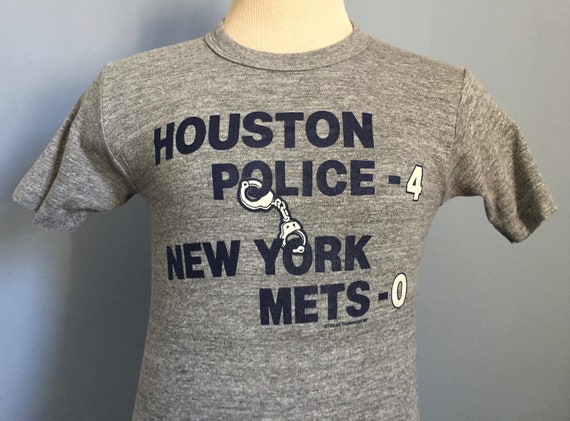 HOUSTON
POLICE - 4
NEW YORK
METS - 0